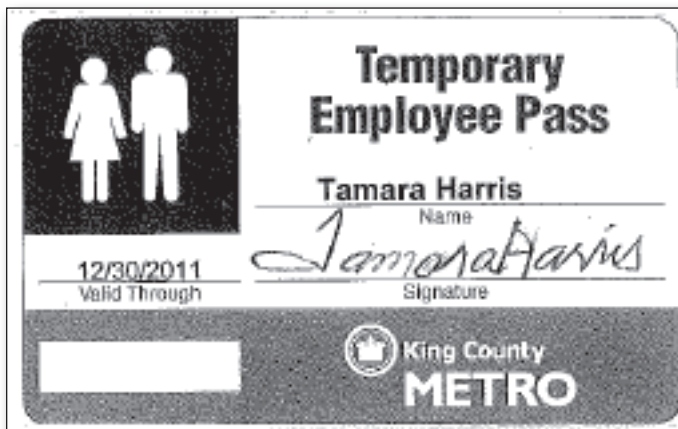 Temporary
Employee Pass
Tamara Harris
Name
Tamara Harris
12/30/2011
Valid Through
Signature
King County
METRO